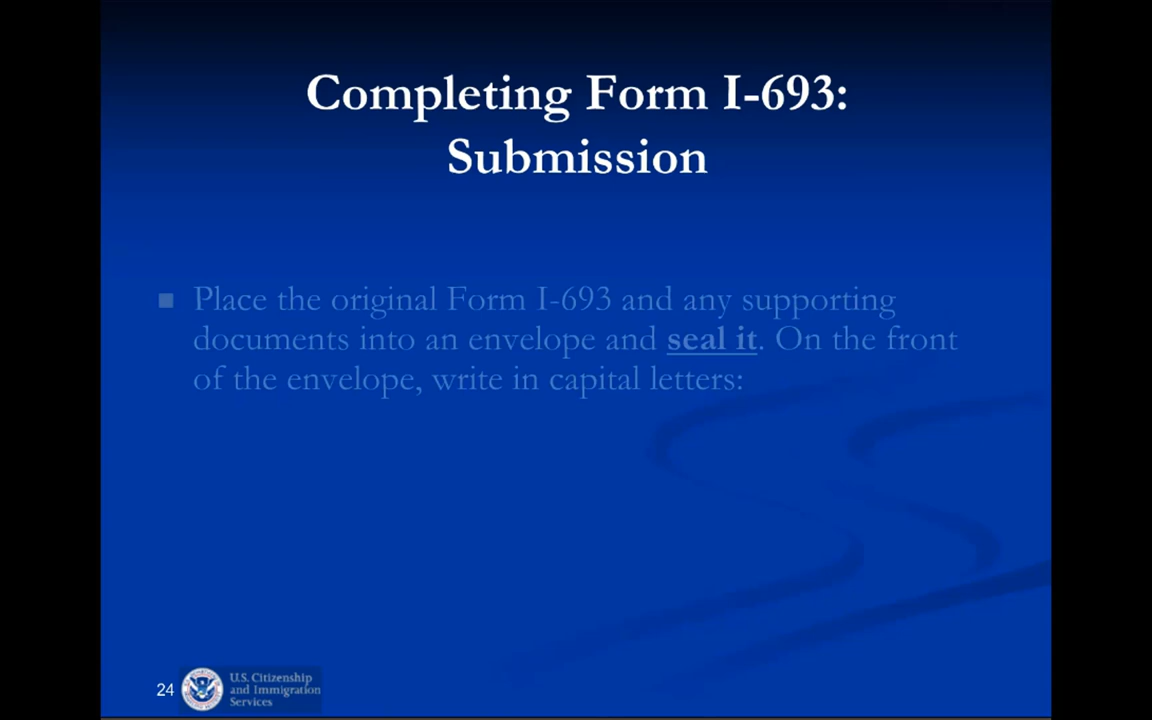 Completing Form I-693:
Submission
■ Place the original Form I-693 and any supporting
documents into an envelope and seal it. On the front
of the envelope, write in capital letters:
24
U.S. Citizenship
and Immigration
Services